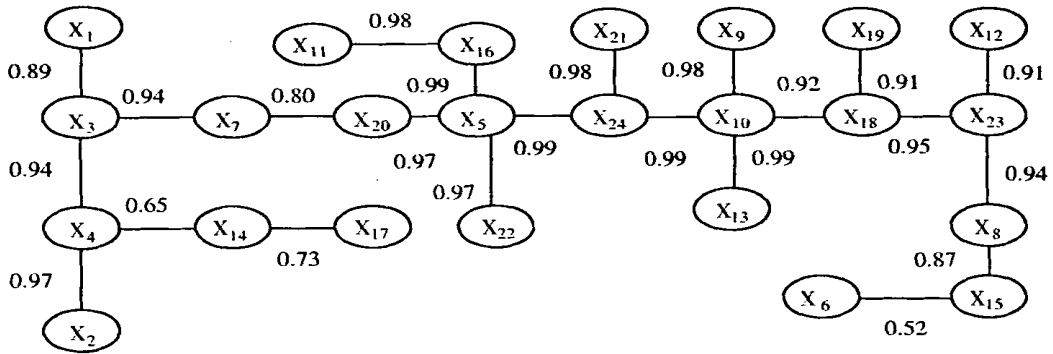 X1 0.98 X21 X9 X19 X12
X11 X16
0.89 0.99 0.98 0.98 0.92 0.91 0.91
0.94 0.80
X3 X7 X20 X5 X24 X10 X18 X23
0.94 0.97 0.99 0.99 0.99 0.95 0.94
0.65 0.97
X4 X14 X17 X22 X13 X8
0.97 0.73 0.87
X6 X15
X2 0.52